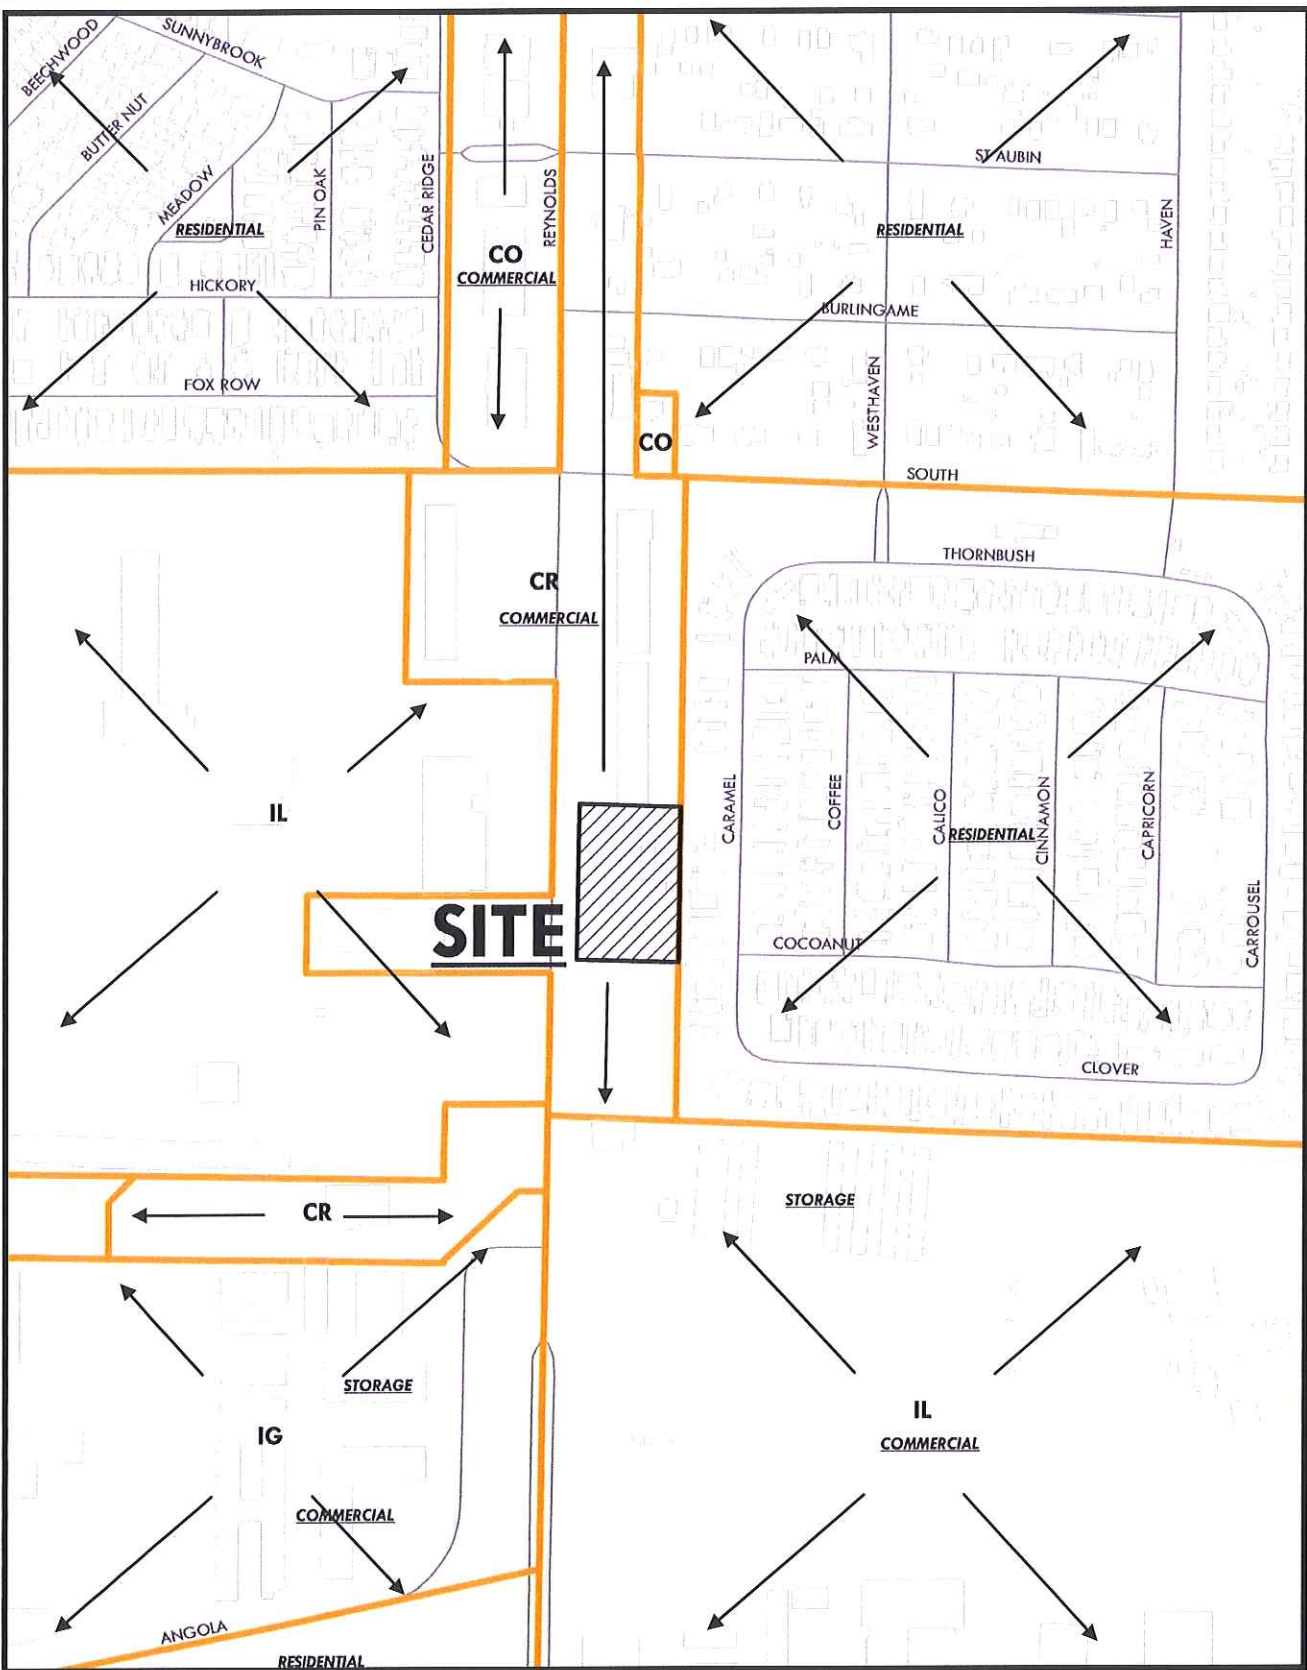 BEECHWOOD
SUNNYBROOK
BUTTER NUT
MEADOW
PIN OAK
CEDAR RIDGE
REYNOLDS
ST AUBIN
HAVEN
RESIDENTIAL
CO
COMMERCIAL
RESIDENTIAL
HICKORY
BURLINGAME
FOX ROW
WESTHAVEN
CO
SOUTH
THORNBUSH
CR
COMMERCIAL
PALM
IL
CARAMEL
COFFEE
CALICO
RESIDENTIAL
CINNAMON
CAPRICORN
CARROUSEL
SITE
COCOANUT
CLOVER
STORAGE
CR
STORAGE
IL
COMMERCIAL
IG
COMMERCIAL
ANGOLA
RESIDENTIAL